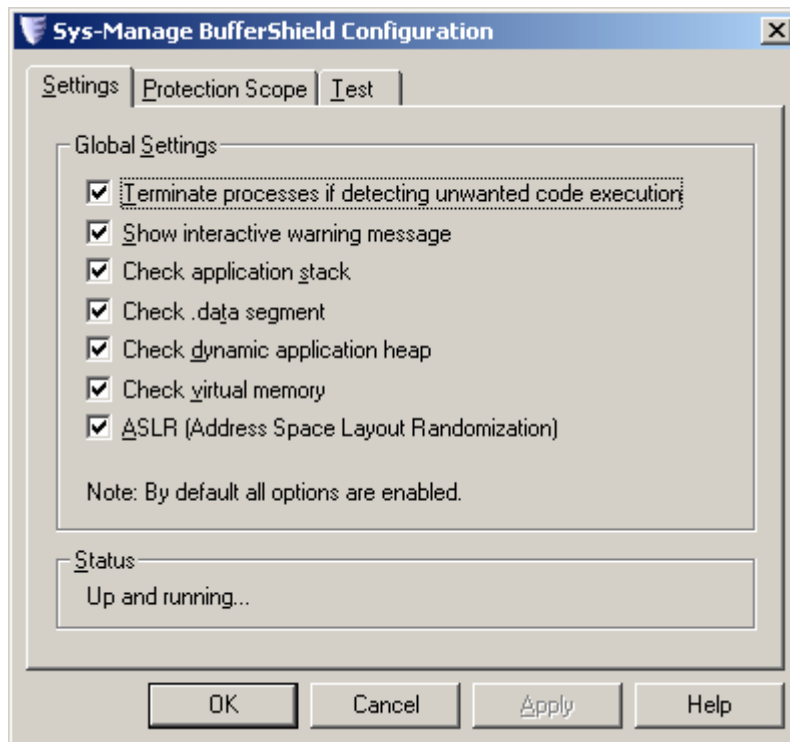 Sys-Manage BufferShield Configuration
Settings Protection Scope Test
Global Settings
Terminate processes if detecting unwanted code execution
Show interactive warning message
Check application stack
Check .data segment
Check dynamic application heap
Check virtual memory
ASLR (Address Space Layout Randomization)
Note: By default all options are enabled.
Status
Up and running...
OK Cancel Apply Help